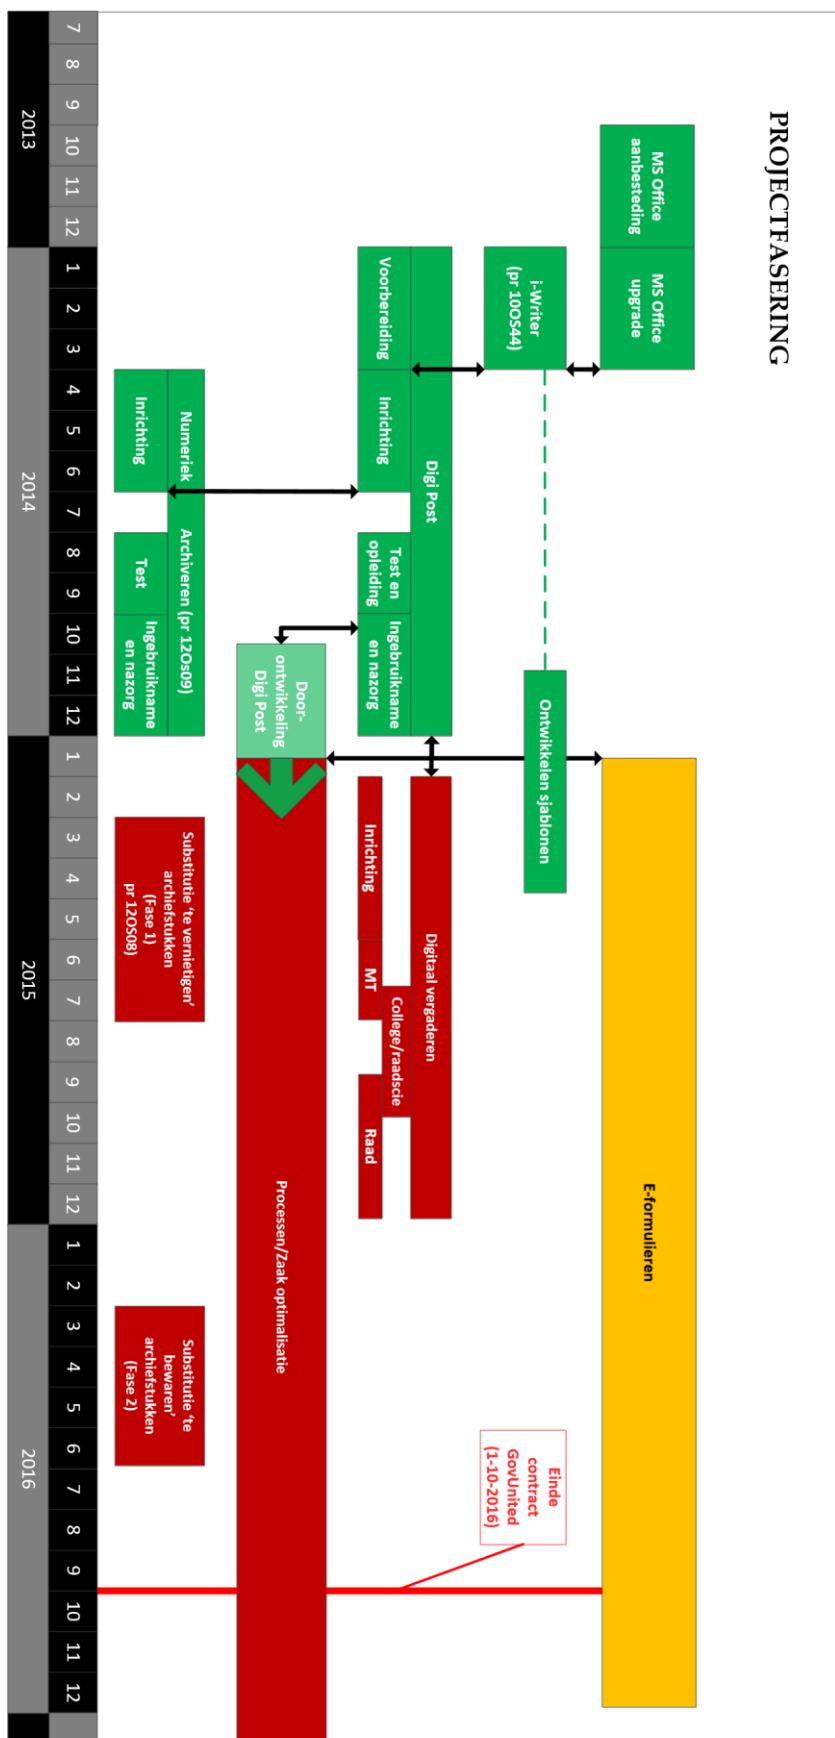 PROJECTFASERING
MS Office
aanbesteding
MS Office
upgrade
E-formulieren
i-Writer
(pr 10OS44)
Ontwikkelen sjablonen
Einde
contract
GovUnited
(1-10-2016)
Digi Post
Voorbereiding
Inrichting
Test en
opleiding
Ingebruikname
en nazorg
Digitaal vergaderen
College/raadscie
Inrichting
MT
Raad
Door-
ontwikkeling
Digi Post
Processen/Zaak optimalisatie
Numeriek Archiveren (pr 12Os09)
Inrichting
Test
Ingebruikname
en nazorg
Substitutie ‘te vernietigen’
archiefstukken
(Fase 1)
pr 12OS08)
Substitutie ‘te
bewaren’
archiefstukken
(Fase 2)
7 8 9 10 11 12 1 2 3 4 5 6 7 8 9 10 11 12 1 2 3 4 5 6 7 8 9 10 11 12 1 2 3 4 5 6 7 8 9 10 11 12
2013 2014 2015 2016